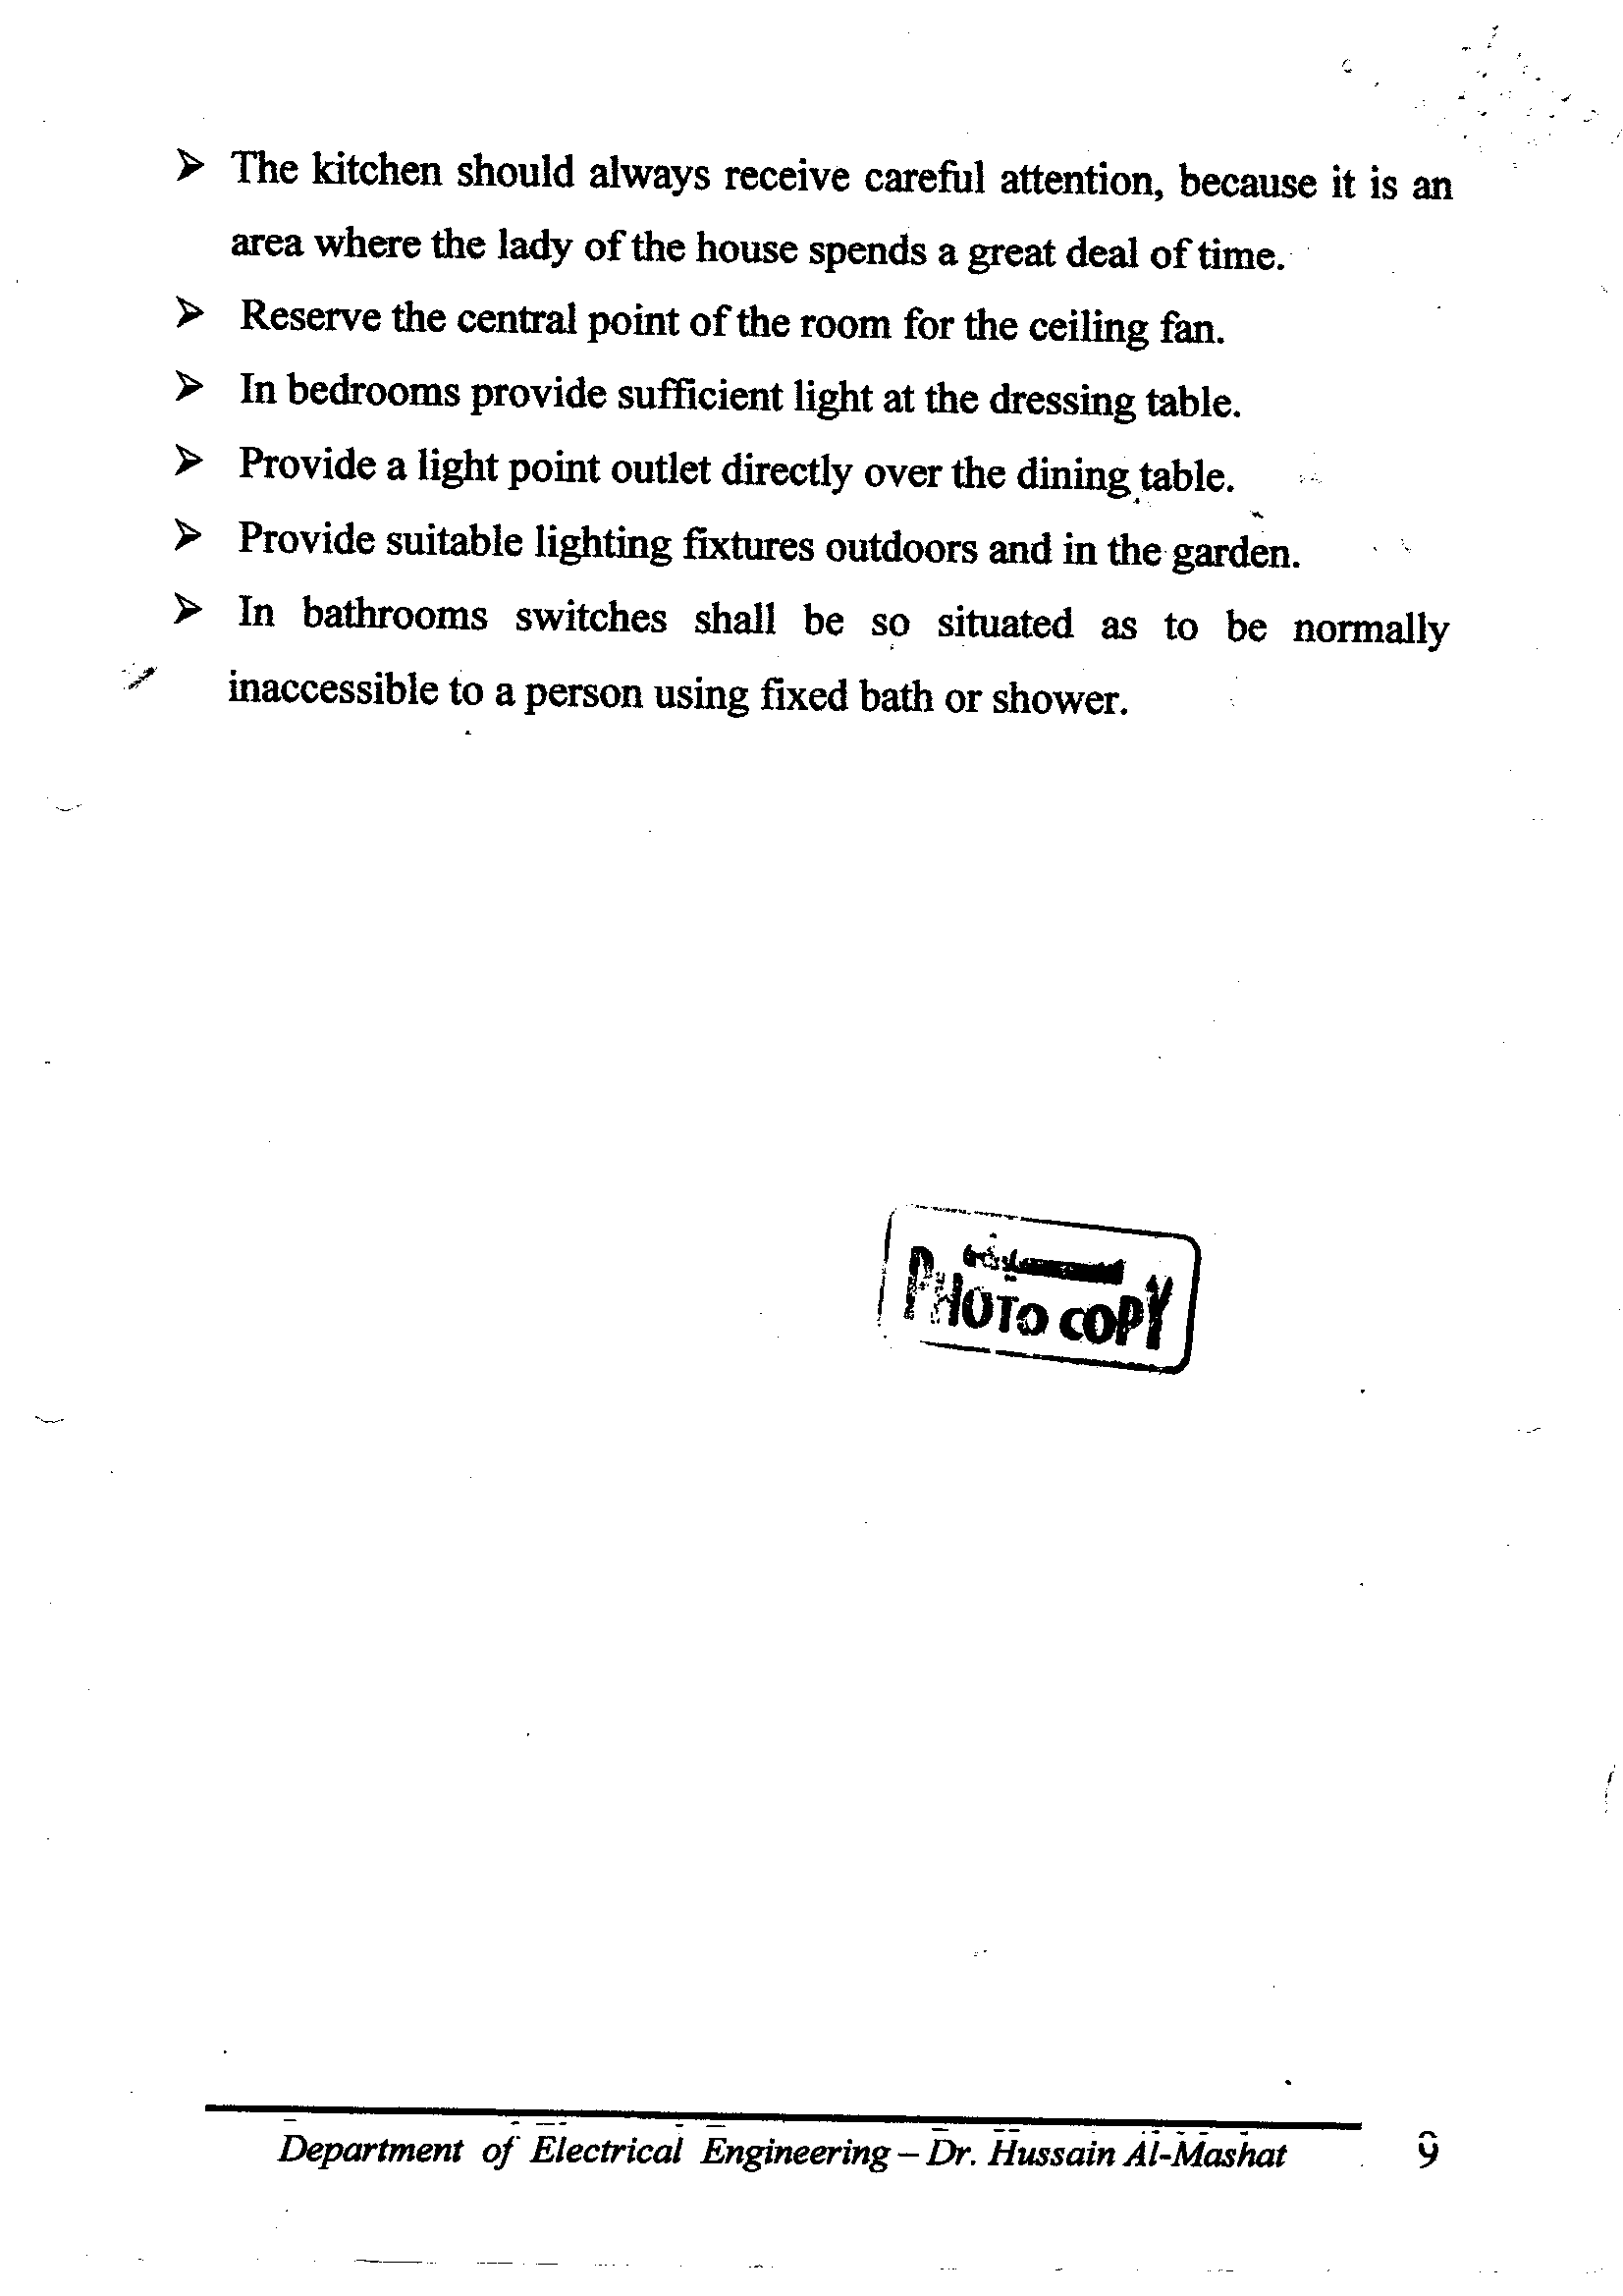 ➤ The kitchen should always receive careful attention, because it is an
area where the lady of the house spends a great deal of time.
➤ Reserve the central point of the room for the ceiling fan.
➤ In bedrooms provide sufficient light at the dressing table.
➤ Provide a light point outlet directly over the dining table.
➤ Provide suitable lighting fixtures outdoors and in the garden.
➤ In bathrooms switches shall be so situated as to be normally
inaccessible to a person using fixed bath or shower.
PHOTO COPY
Department of Electrical Engineering – Dr. Hussain Al-Mashat 9